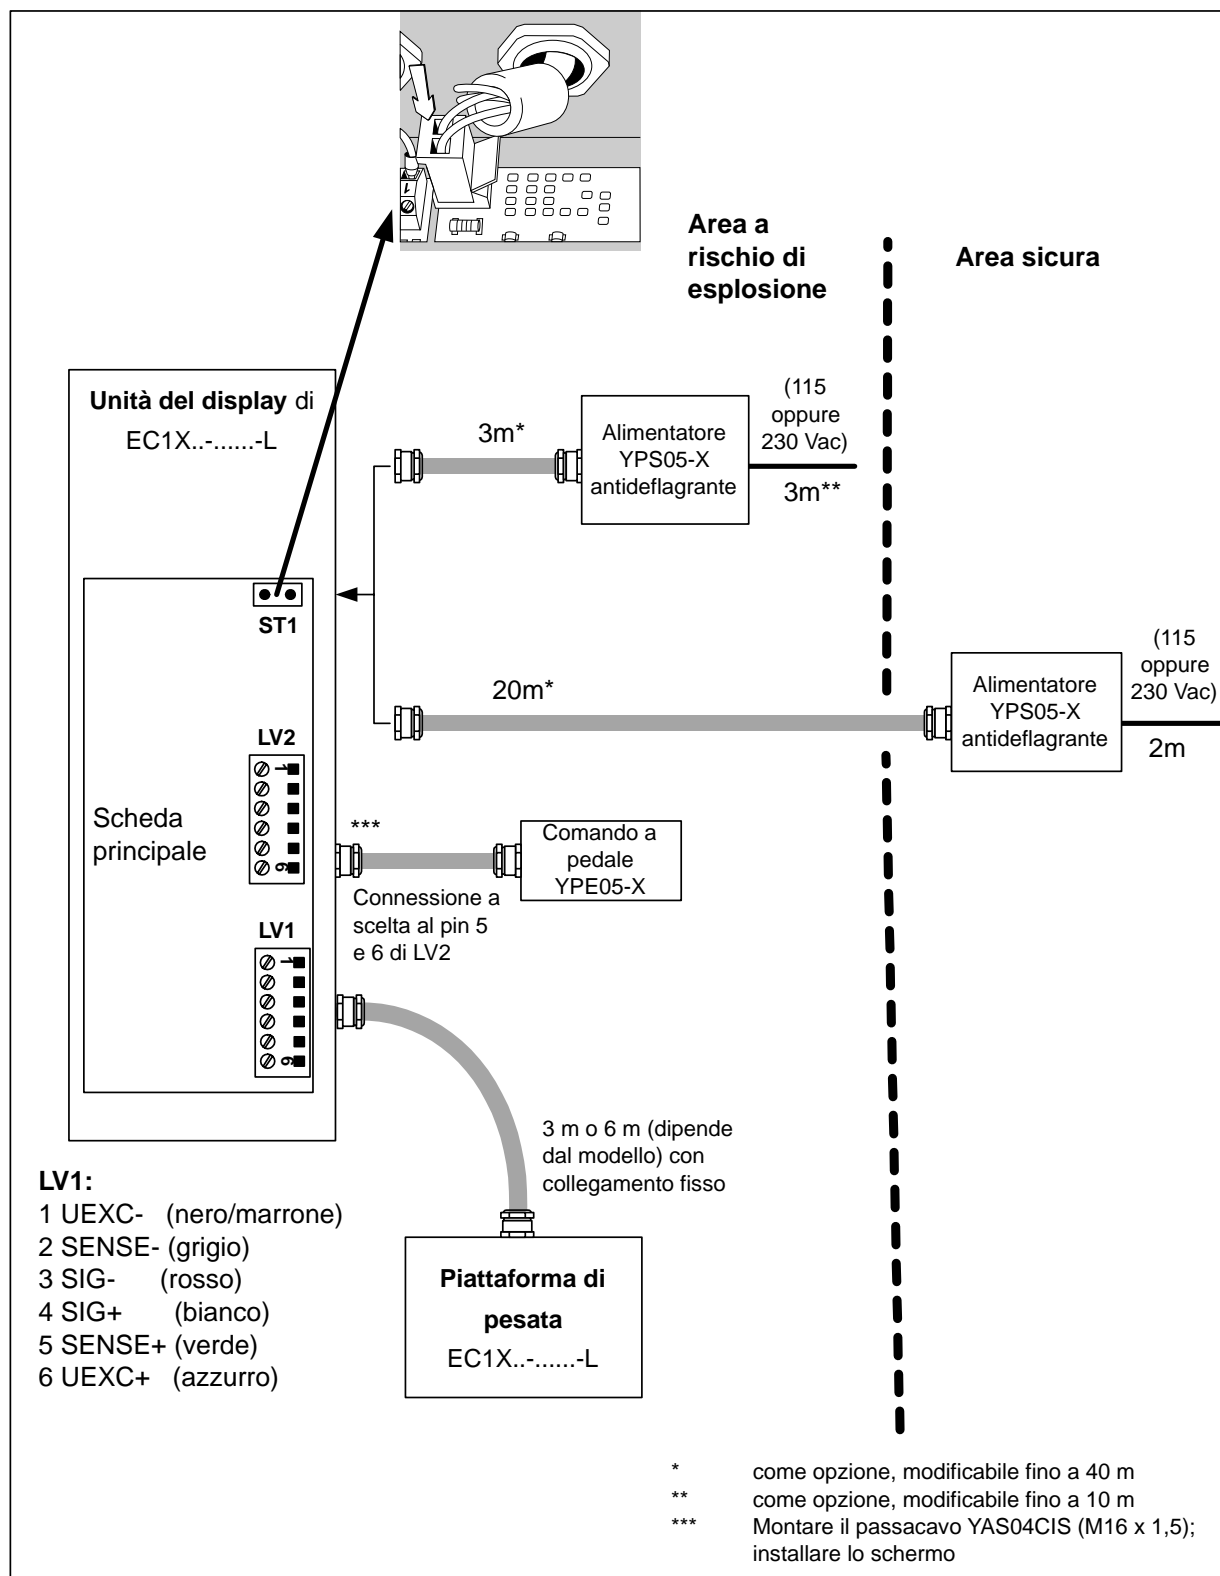 Area a
rischio di
esplosione
Area sicura
Unità del display di
EC1X..-......-L
3m*
Alimentatore
YPS05-X
antideflagrante
(115
oppure
230 Vac)
3m**
ST1
20m*
Alimentatore
YPS05-X
antideflagrante
(115
oppure
230 Vac)
2m
LV2
1
6
Scheda
principale
***
Comando a
pedale
YPE05-X
Connessione a
scelta al pin 5
e 6 di LV2
LV1
1
6
3 m o 6 m (dipende
dal modello) con
collegamento fisso
LV1:
1 UEXC- (nero/marrone)
2 SENSE- (grigio)
3 SIG- (rosso)
4 SIG+ (bianco)
5 SENSE+ (verde)
6 UEXC+ (azzurro)
Piattaforma di
pesata
EC1X..-......-L
* come opzione, modificabile fino a 40 m
** come opzione, modificabile fino a 10 m
*** Montare il passacavo YAS04CIS (M16 x 1,5);
installare lo schermo